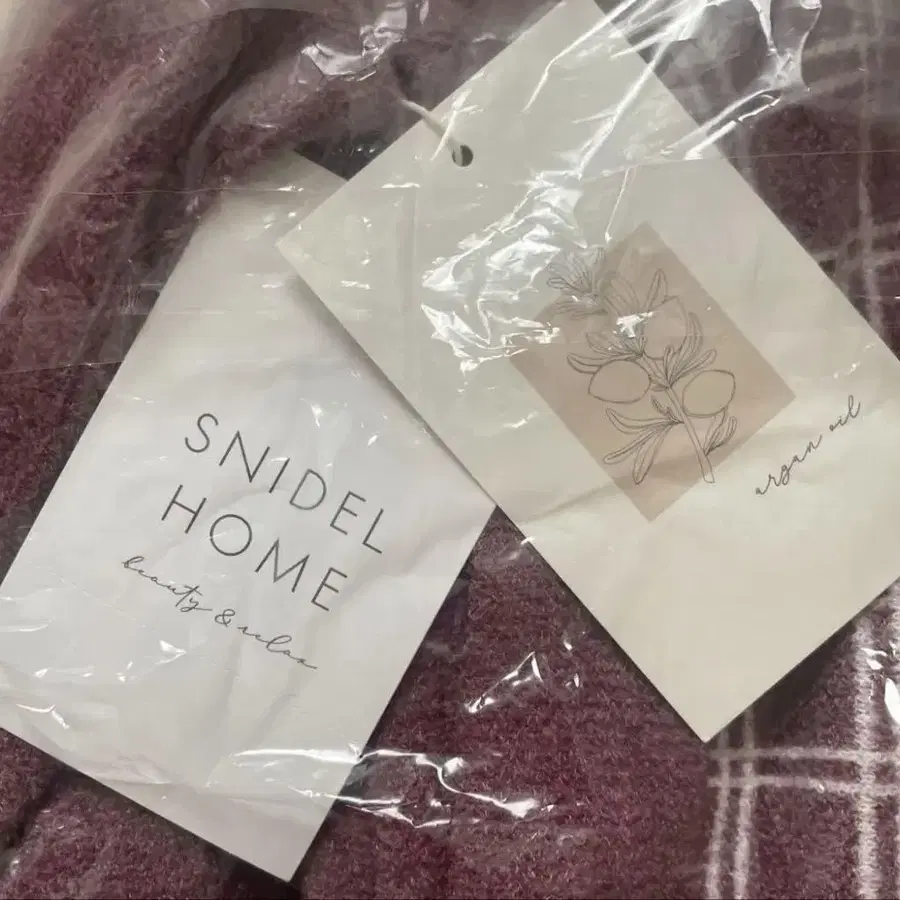 SNIDEL
HOME
beauty & relax
argan oil